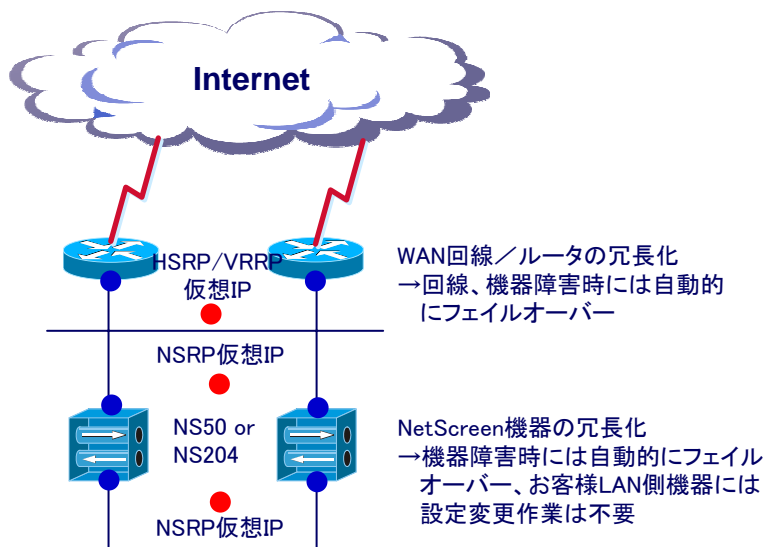 Internet
HSRP/VRRP
仮想IP
WAN回線／ルータの冗長化
→回線、機器障害時には自動的
にフェイルオーバー
NSRP仮想IP
NS50 or
NS204
NetScreen機器の冗長化
→機器障害時には自動的にフェイル
オーバー、お客様LAN側機器には
設定変更作業は不要
NSRP仮想IP